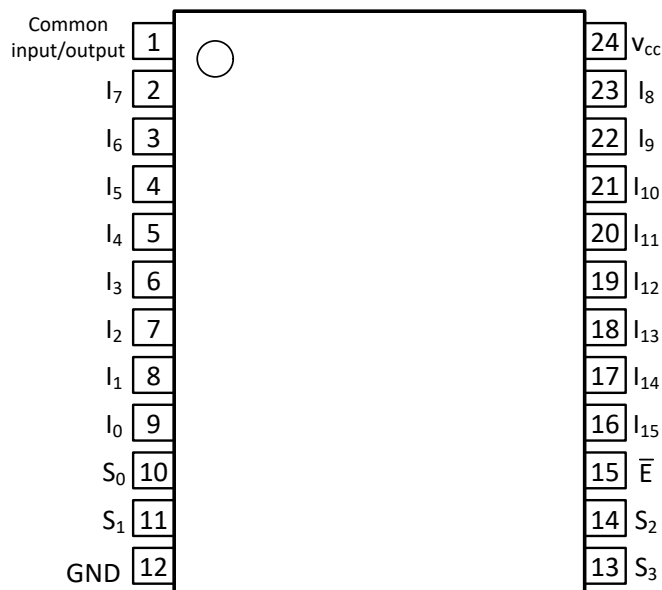 Common
input/output 1
I₇ 2
I₆ 3
I₅ 4
I₄ 5
I₃ 6
I₂ 7
I₁ 8
I₀ 9
S₀ 10
S₁ 11
GND 12
24 v꜀꜀
23 I₈
22 I₉
21 I₁₀
20 I₁₁
19 I₁₂
18 I₁₃
17 I₁₄
16 I₁₅
15 E̅
14 S₂
13 S₃